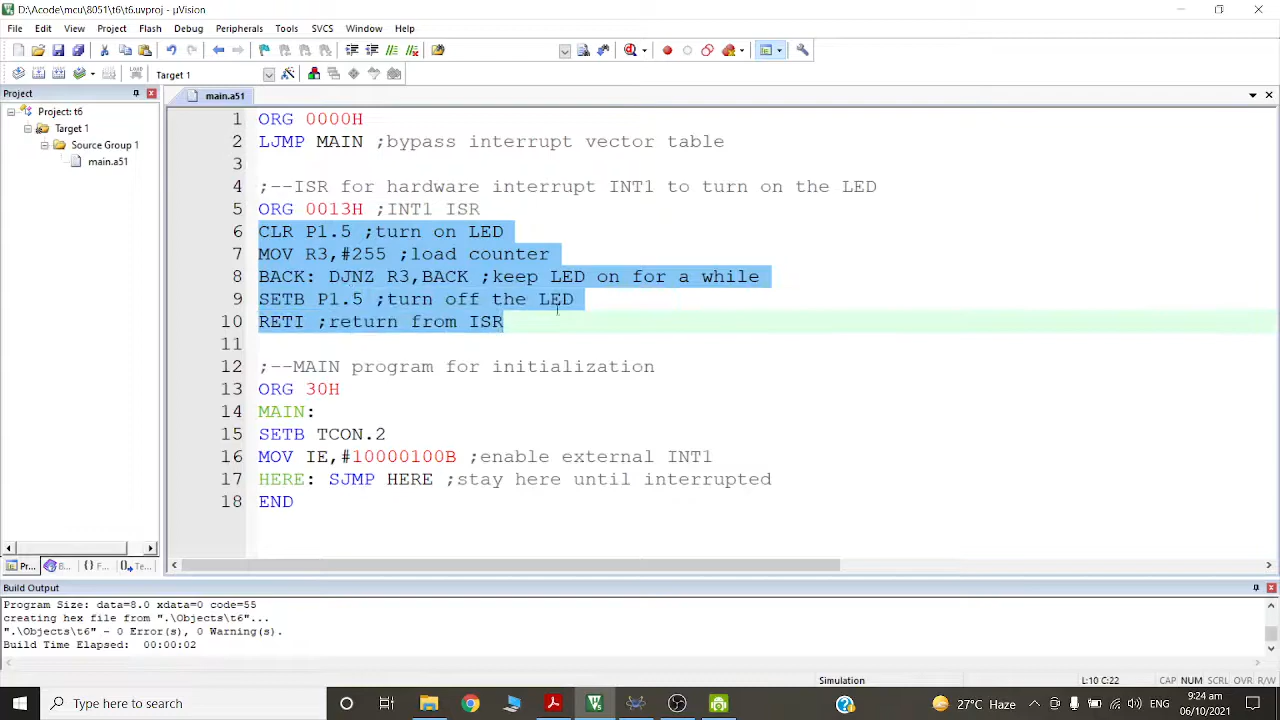 D:\Acode\mcu\8051\t6\t6.uvproj - µVision
File Edit View Project Flash Debug Peripherals Tools SVCS Window Help
Target 1
Project
main.a51
Project: t6
Target 1
Source Group 1
main.a51
1 ORG 0000H
2 LJMP MAIN ;bypass interrupt vector table
3
4 ;--ISR for hardware interrupt INT1 to turn on the LED
5 ORG 0013H ;INT1 ISR
6 CLR P1.5 ;turn on LED
7 MOV R3,#255 ;load counter
8 BACK: DJNZ R3,BACK ;keep LED on for a while
9 SETB P1.5 ;turn off the LED
10 RETI ;return from ISR
11
12 ;--MAIN program for initialization
13 ORG 30H
14 MAIN:
15 SETB TCON.2
16 MOV IE,#10000100B ;enable external INT1
17 HERE: SJMP HERE ;stay here until interrupted
18 END
Pr... B... {} F... 0→ Te...
Build Output
Program Size: data=8.0 xdata=0 code=55
creating hex file from ".\Objects\t6"...
".\Objects\t6" - 0 Error(s), 0 Warning(s).
Build Time Elapsed: 00:00:02
Simulation L:10 C:22 CAP NUM SCRL OVR R/W
Type here to search
27°C Haze
9:24 am
06/10/2021